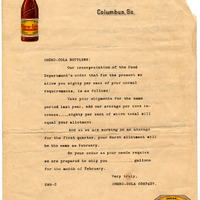 Columbus, Ga.
CHERO-COLA BOTTLERS:
Our interpretation of the Food
Department's order that for the present we
allow you eighty per cent of your normal
requirements, is as follows:
Take your shipments for the same
period last year, add our average per cent in-
crease.....eighty per cent of which total will
equal your allotment.
And as we are working on an average
for the first quarter, your March allotment will
be the same as February.
On your order as your needs require
we are prepared to ship you gallons
for the month of February.
Very truly,
CHERO-COLA COMPANY.